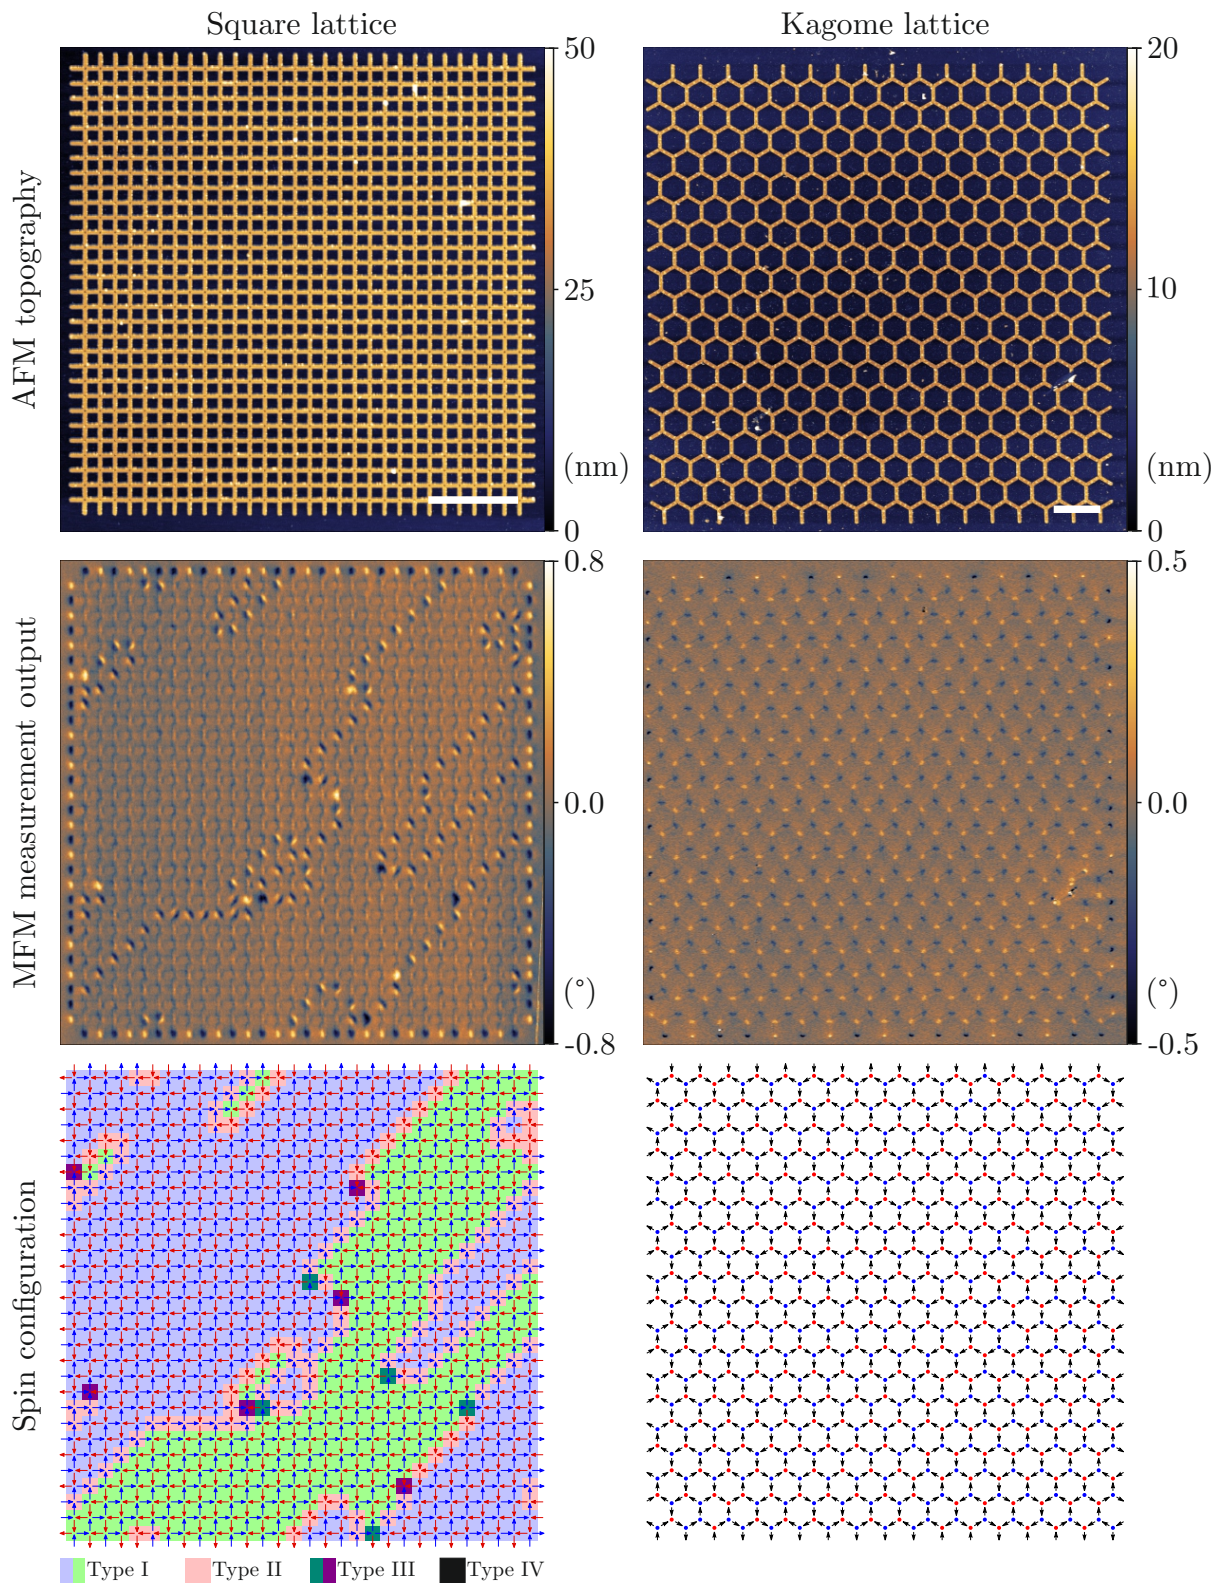 Square lattice
Kagome lattice
AFM topography
50
25
(nm)
0
20
10
(nm)
0
MFM measurement output
0.8
0.0
(°)
-0.8
0.5
0.0
(°)
-0.5
Spin configuration
Type I
Type II
Type III
Type IV